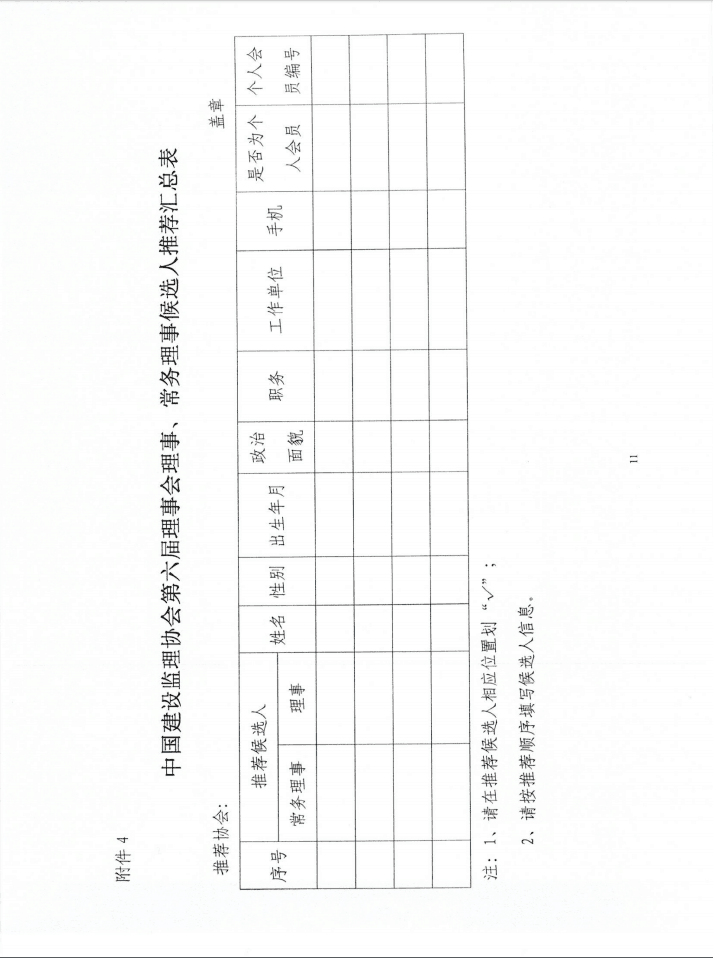 附件 4
中国建设监理协会第六届理事会理事、常务理事候选人推荐汇总表
推荐协会： 盖章
序号 推荐候选人 姓名 性别 出生年月 政治面貌 职务 工作单位 手机 是否为个人会员 个人会员编号
常务理事 理事
注：1、请在推荐候选人相应位置划“√”；
2、请按推荐顺序填写候选人信息。
11